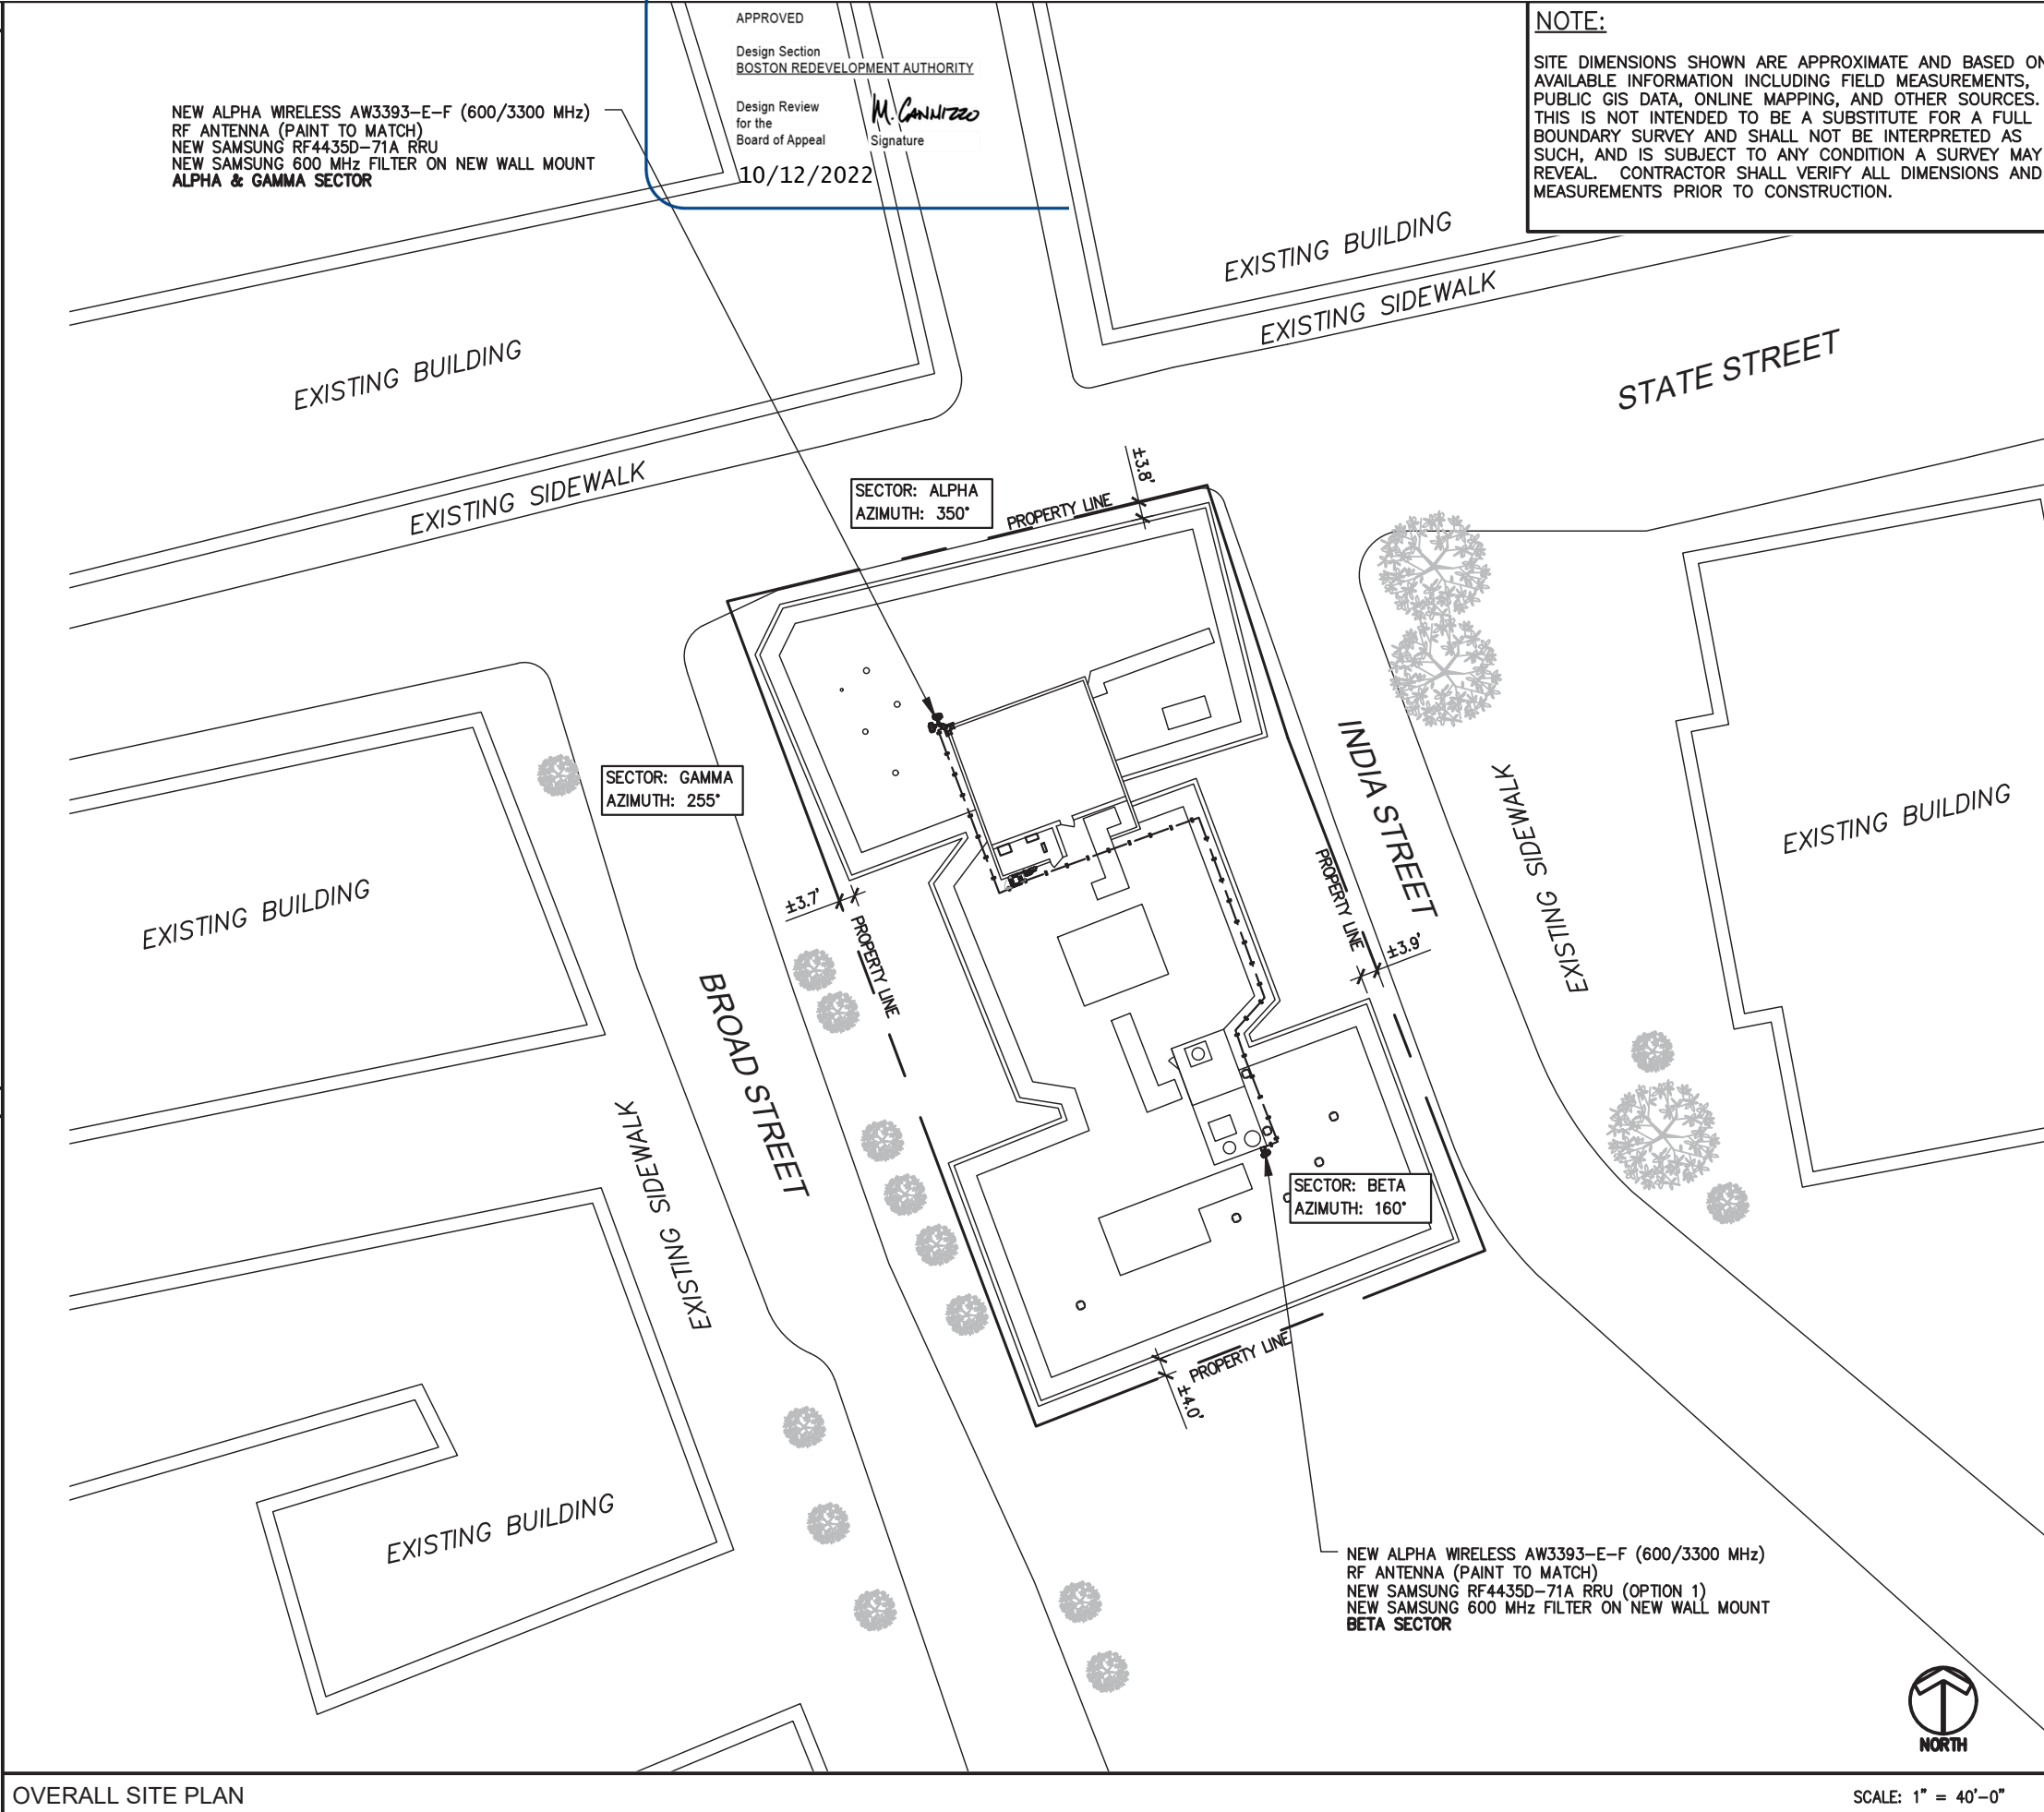 APPROVED
Design Section
BOSTON REDEVELOPMENT AUTHORITY
Design Review
for the
Board of Appeal
M. CANNIZZO
Signature
10/12/2022
NOTE:
SITE DIMENSIONS SHOWN ARE APPROXIMATE AND BASED ON
AVAILABLE INFORMATION INCLUDING FIELD MEASUREMENTS,
PUBLIC GIS DATA, ONLINE MAPPING, AND OTHER SOURCES.
THIS IS NOT INTENDED TO BE A SUBSTITUTE FOR A FULL
BOUNDARY SURVEY AND SHALL NOT BE INTERPRETED AS
SUCH, AND IS SUBJECT TO ANY CONDITION A SURVEY MAY
REVEAL. CONTRACTOR SHALL VERIFY ALL DIMENSIONS AND
MEASUREMENTS PRIOR TO CONSTRUCTION.
NEW ALPHA WIRELESS AW3393-E-F (600/3300 MHz)
RF ANTENNA (PAINT TO MATCH)
NEW SAMSUNG RF4435D-71A RRU
NEW SAMSUNG 600 MHz FILTER ON NEW WALL MOUNT
ALPHA & GAMMA SECTOR
EXISTING BUILDING
EXISTING SIDEWALK
STATE STREET
EXISTING BUILDING
EXISTING SIDEWALK
SECTOR: ALPHA
AZIMUTH: 350°
PROPERTY LINE
±3.8'
SECTOR: GAMMA
AZIMUTH: 255°
INDIA STREET
EXISTING SIDEWALK
EXISTING BUILDING
PROPERTY LINE
±3.9'
EXISTING BUILDING
±3.7'
PROPERTY LINE
BROAD STREET
EXISTING SIDEWALK
SECTOR: BETA
AZIMUTH: 160°
PROPERTY LINE
±4.0'
EXISTING BUILDING
NEW ALPHA WIRELESS AW3393-E-F (600/3300 MHz)
RF ANTENNA (PAINT TO MATCH)
NEW SAMSUNG RF4435D-71A RRU (OPTION 1)
NEW SAMSUNG 600 MHz FILTER ON NEW WALL MOUNT
BETA SECTOR
NORTH
OVERALL SITE PLAN
SCALE: 1" = 40'-0"